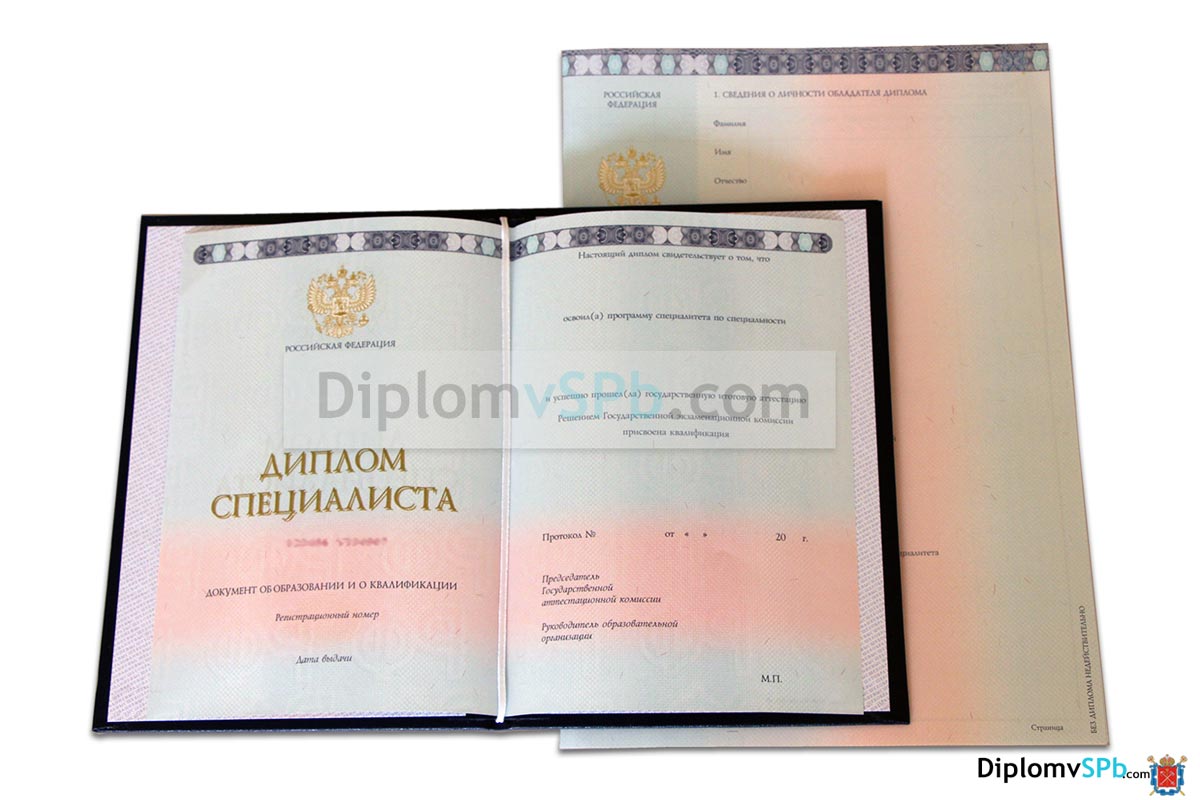 РОССИЙСКАЯ
ФЕДЕРАЦИЯ
1. СВЕДЕНИЯ О ЛИЧНОСТИ ОБЛАДАТЕЛЯ ДИПЛОМА
Фамилия
Имя
Отчество
РОССИЙСКАЯ ФЕДЕРАЦИЯ
ДИПЛОМ
СПЕЦИАЛИСТА
ДОКУМЕНТ ОБ ОБРАЗОВАНИИ И О КВАЛИФИКАЦИИ
Регистрационный номер
Дата выдачи
Настоящий диплом свидетельствует о том, что
освоил(а) программу специалитета по специальности
и успешно прошел(ла) государственную итоговую аттестацию
Решением Государственной экзаменационной комиссии
присвоена квалификация
Протокол № от « » 20 г.
Председатель
Государственной
аттестационной комиссии
Руководитель образовательной
организации
М.П.
DiplomvSPb.com
циалитета
БЕЗ ДИПЛОМА НЕДЕЙСТВИТЕЛЬНО
Страница
DiplomvSPb.com